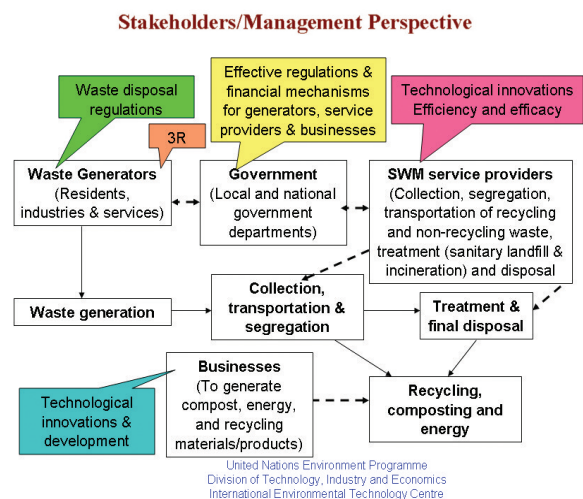 Stakeholders/Management Perspective
Waste disposal
regulations
3R
Effective regulations &
financial mechanisms
for generators, service
providers & businesses
Technological innovations
Efficiency and efficacy
Waste Generators
(Residents,
industries & services)
Government
(Local and national
government
departments)
SWM service providers
(Collection, segregation,
transportation of recycling
and non-recycling waste,
treatment (sanitary landfill &
incineration) and disposal
Waste generation
Collection,
transportation &
segregation
Treatment &
final disposal
Technological
innovations &
development
Businesses
(To generate
compost, energy,
and recycling
materials/products)
Recycling,
composting and
energy
United Nations Environment Programme
Division of Technology, Industry and Economics
International Environmental Technology Centre